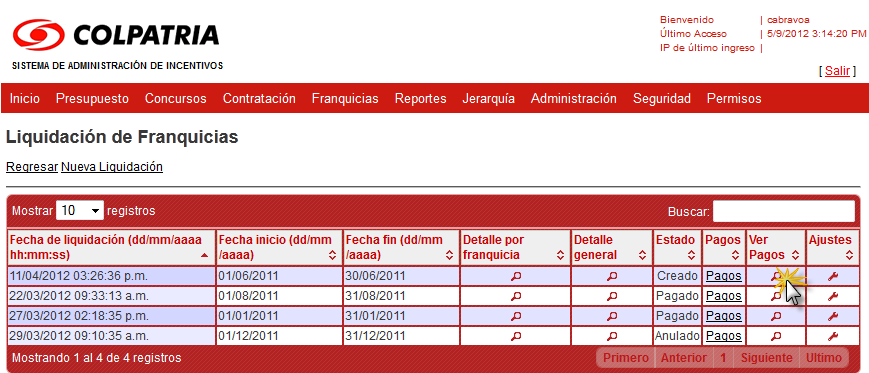 COLPATRIA
SISTEMA DE ADMINISTRACIÓN DE INCENTIVOS
Bienvenido | cabravoa
Último Acceso | 5/9/2012 3:14:20 PM
IP de último ingreso |
[ Salir ]
Inicio Presupuesto Concursos Contratación Franquicias Reportes Jerarquía Administración Seguridad Permisos
Liquidación de Franquicias
Regresar Nueva Liquidación
Mostrar 10 registros Buscar:
Fecha de liquidación (dd/mm/aaaa Fecha inicio (dd/mm Fecha fin (dd/mm Detalle por Detalle Estado Pagos Ver Ajustes
hh:mm:ss) /aaaa) /aaaa) franquicia general Pagos
11/04/2012 03:26:36 p.m. 01/06/2011 30/06/2011 Creado Pagos
22/03/2012 09:33:13 a.m. 01/08/2011 31/08/2011 Pagado Pagos
27/03/2012 02:18:35 p.m. 01/01/2011 31/01/2011 Pagado Pagos
29/03/2012 09:10:35 a.m. 01/12/2011 31/12/2011 Anulado Pagos
Mostrando 1 al 4 de 4 registros Primero Anterior 1 Siguiente Ultimo